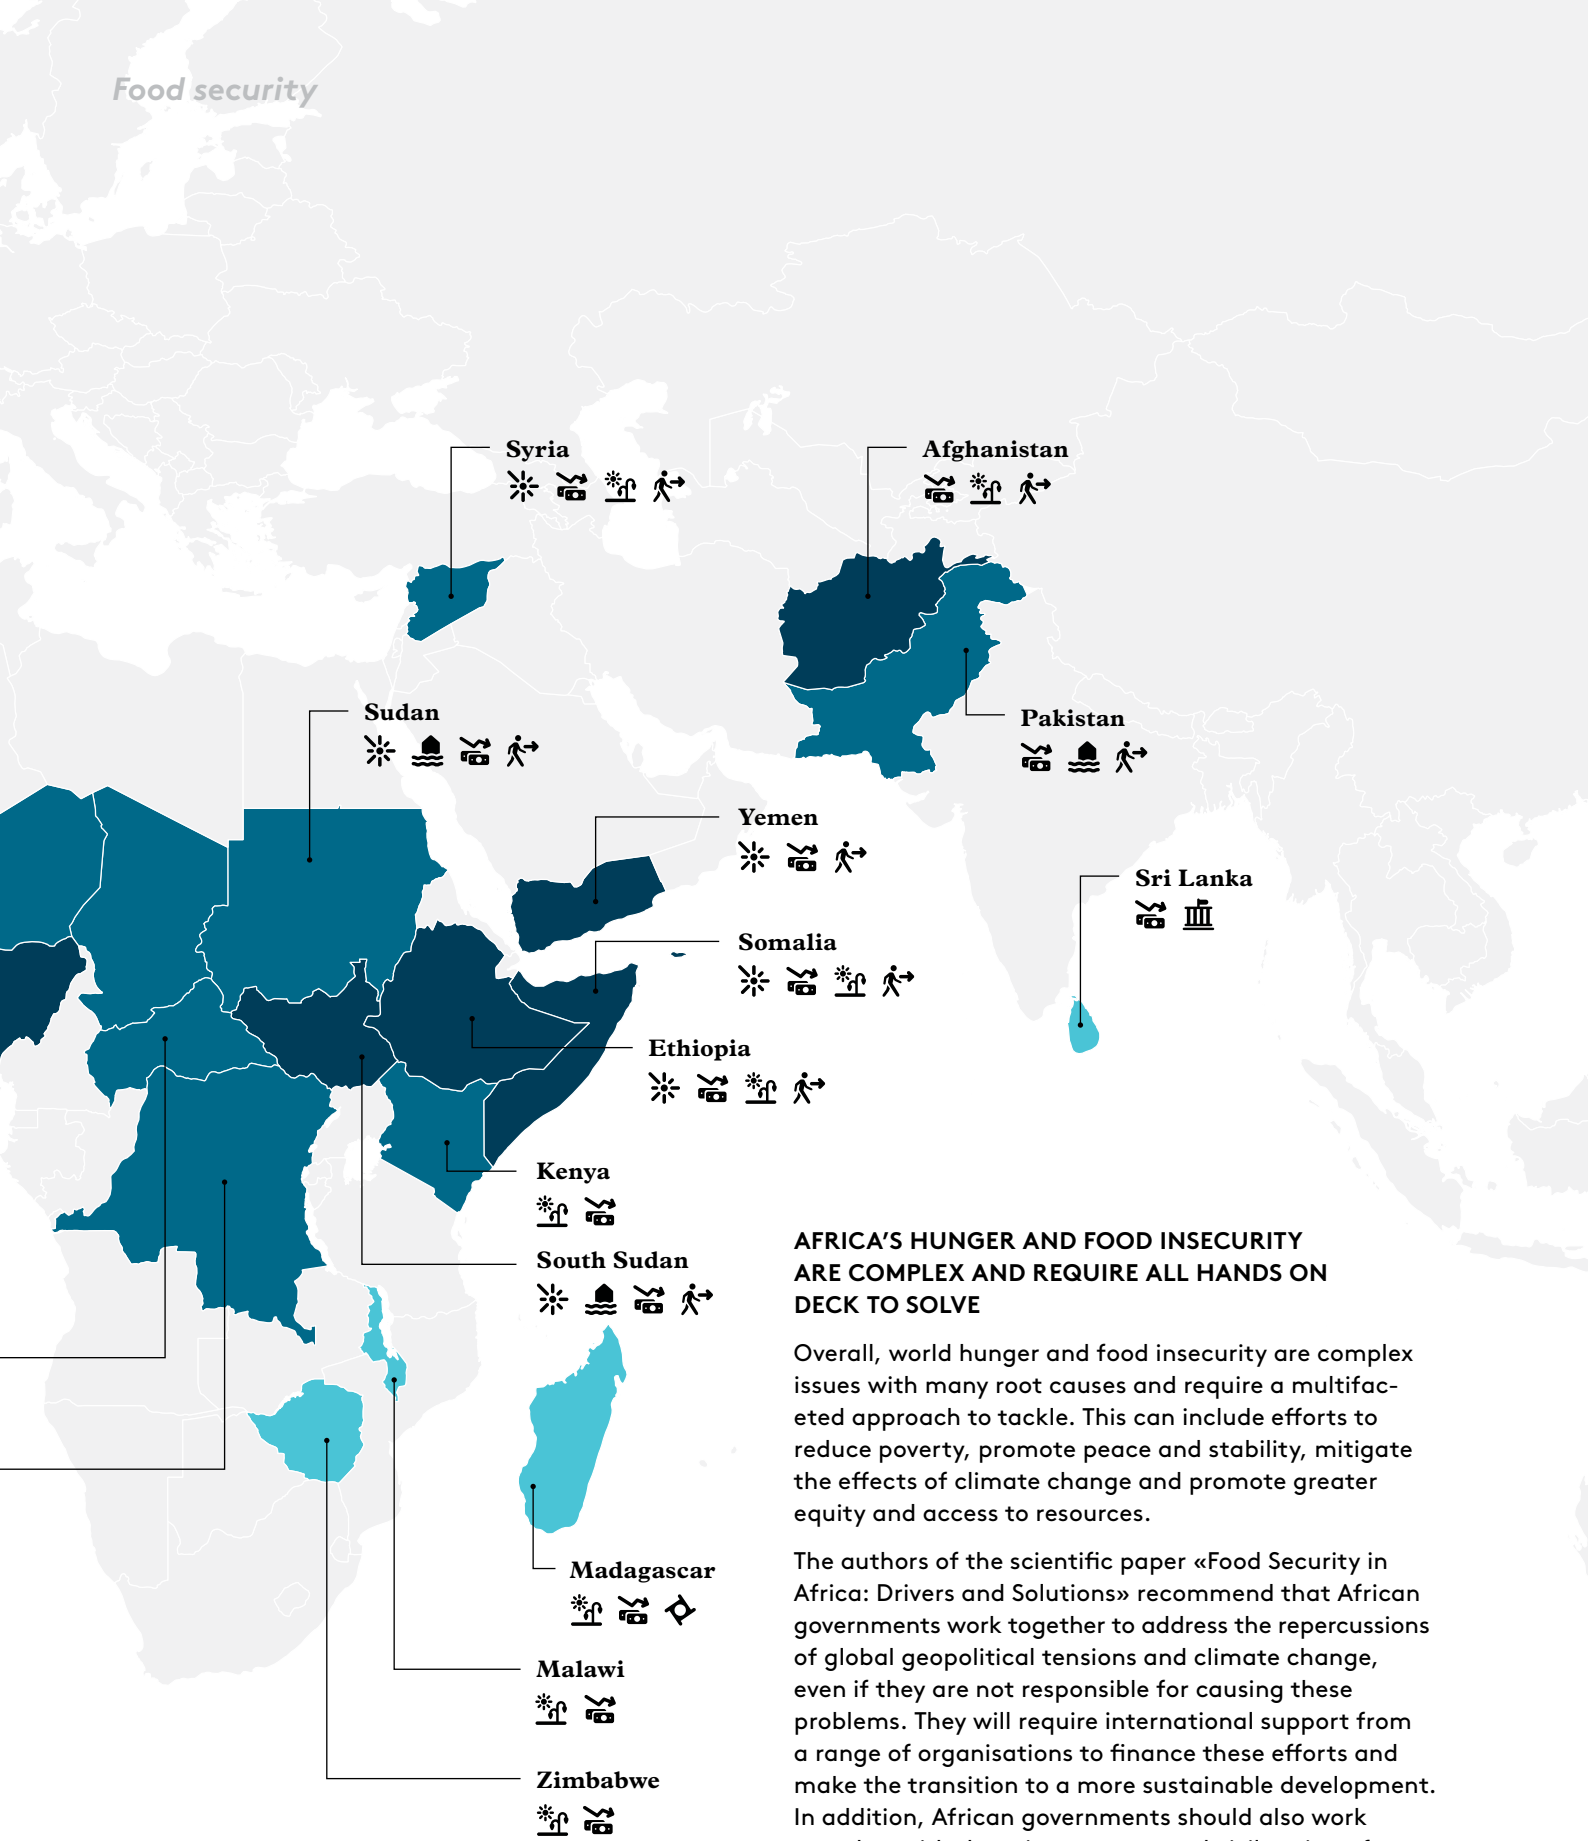 Food security
Syria
Afghanistan
Sudan
Pakistan
Yemen
Sri Lanka
Somalia
Ethiopia
Kenya
South Sudan
Madagascar
Malawi
Zimbabwe
AFRICA’S HUNGER AND FOOD INSECURITY
ARE COMPLEX AND REQUIRE ALL HANDS ON
DECK TO SOLVE
Overall, world hunger and food insecurity are complex
issues with many root causes and require a multifac-
eted approach to tackle. This can include efforts to
reduce poverty, promote peace and stability, mitigate
the effects of climate change and promote greater
equity and access to resources.
The authors of the scientific paper «Food Security in
Africa: Drivers and Solutions» recommend that African
governments work together to address the repercussions
of global geopolitical tensions and climate change,
even if they are not responsible for causing these
problems. They will require international support from
a range of organisations to finance these efforts and
make the transition to a more sustainable development.
In addition, African governments should also work